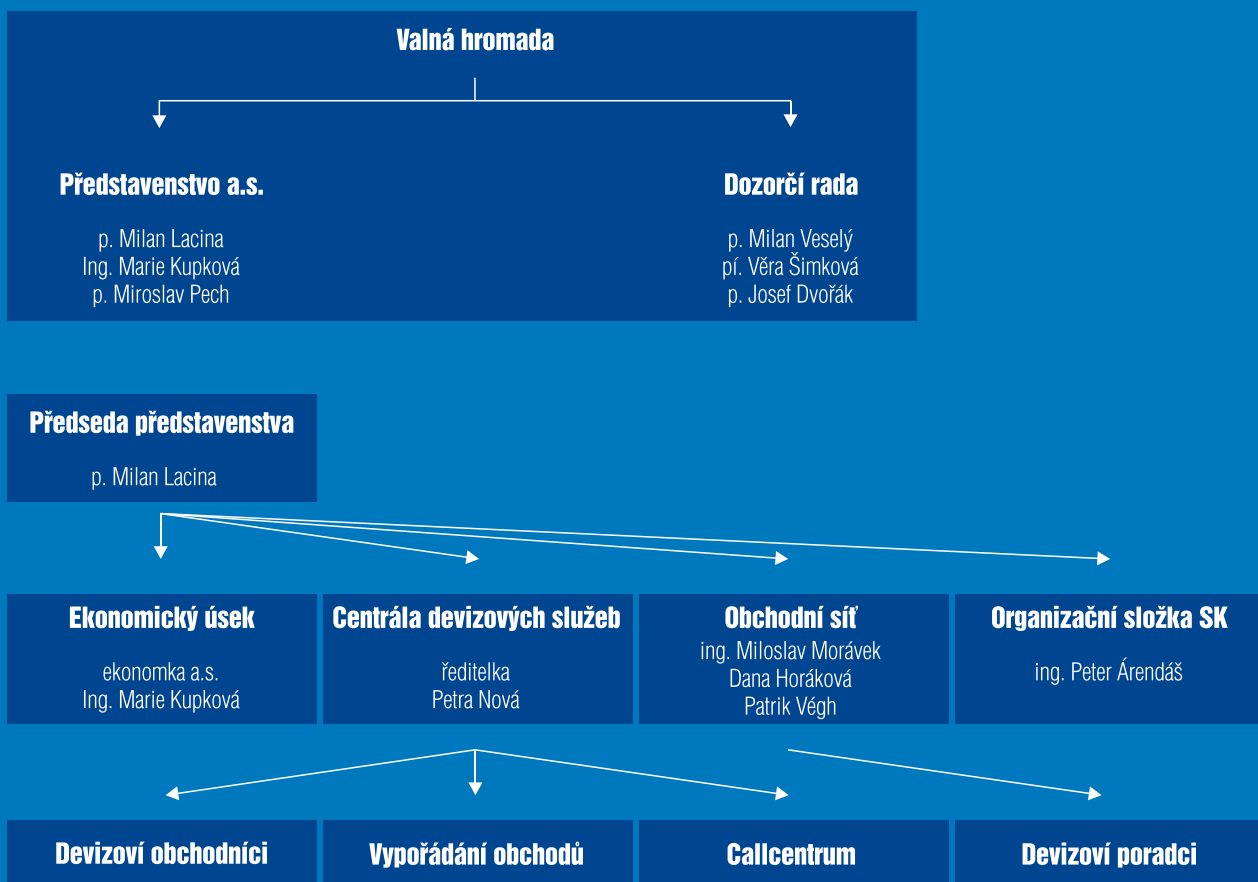 Valná hromada
Představenstvo a.s.
p. Milan Lacina
Ing. Marie Kupková
p. Miroslav Pech
Dozorčí rada
p. Milan Veselý
pí. Věra Šimková
p. Josef Dvořák
Předseda představenstva
p. Milan Lacina
Ekonomický úsek
ekonomka a.s.
Ing. Marie Kupková
Centrála devizových služeb
ředitelka
Petra Nová
Obchodní síť
ing. Miloslav Morávek
Dana Horáková
Patrik Végh
Organizační složka SK
ing. Peter Árendáš
Devizoví obchodníci
Vypořádání obchodů
Callcentrum
Devizoví poradci